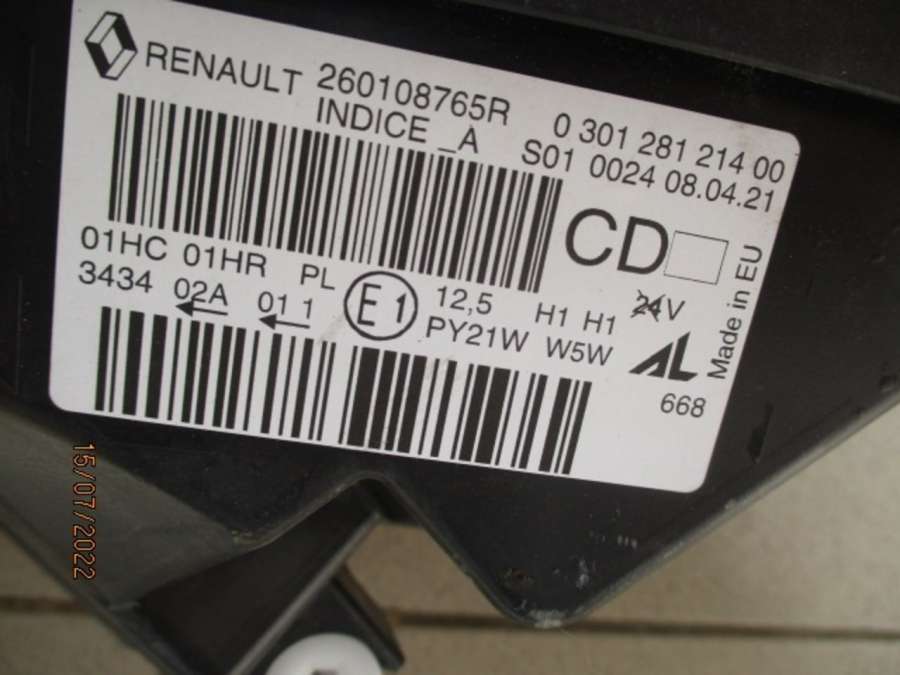 RENAULT 260108765R 0 301 281 214 00
INDICE _A S01 0024 08.04.21
CD
01HC 01HR PL E1 12,5 H1 H1 24V
3434 02A 01 1 PY21W W5W AL
Made in EU
668
15/07/2022